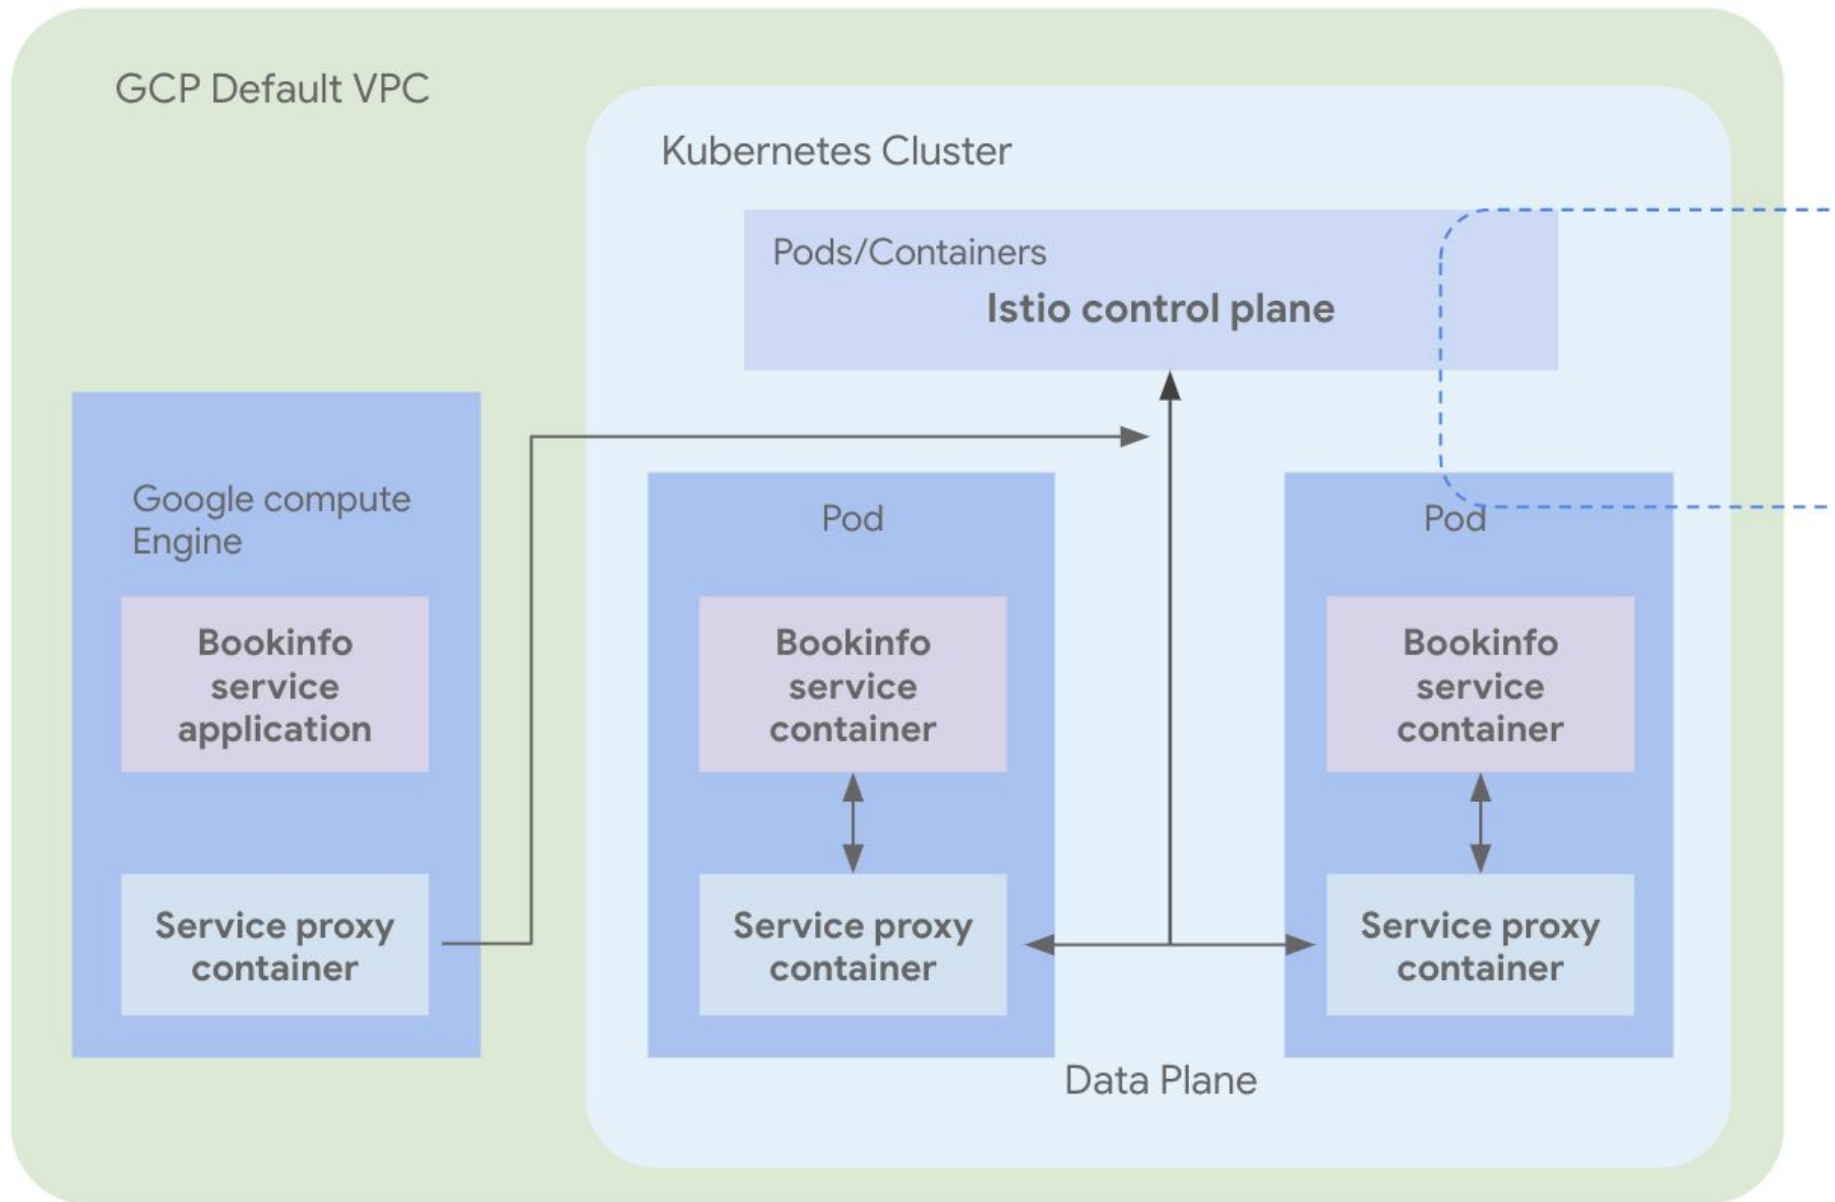 GCP Default VPC
Kubernetes Cluster
Pods/Containers
Istio control plane
Google compute
Engine
Bookinfo
service
application
Service proxy
container
Pod
Bookinfo
service
container
Service proxy
container
Pod
Bookinfo
service
container
Service proxy
container
Data Plane